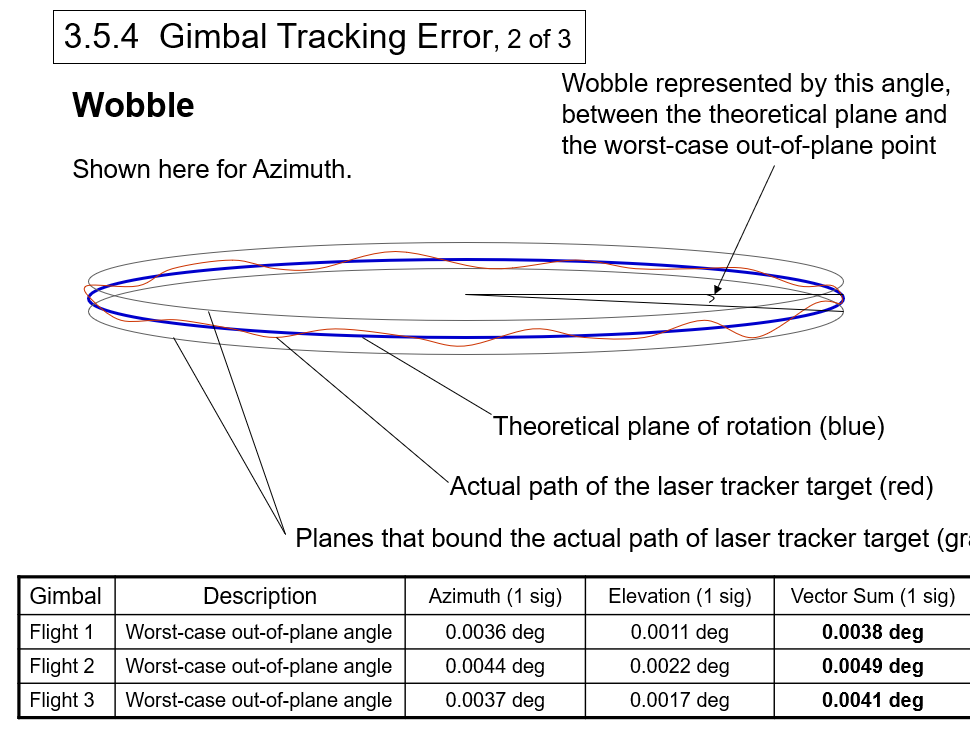 3.5.4 Gimbal Tracking Error, 2 of 3
Wobble
Shown here for Azimuth.
Wobble represented by this angle,
between the theoretical plane and
the worst-case out-of-plane point
Theoretical plane of rotation (blue)
Actual path of the laser tracker target (red)
Planes that bound the actual path of laser tracker target
Gimbal Description Azimuth (1 sig) Elevation (1 sig) Vector Sum (1 sig)
Flight 1 Worst-case out-of-plane angle 0.0036 deg 0.0011 deg 0.0038 deg
Flight 2 Worst-case out-of-plane angle 0.0044 deg 0.0022 deg 0.0049 deg
Flight 3 Worst-case out-of-plane angle 0.0037 deg 0.0017 deg 0.0041 deg